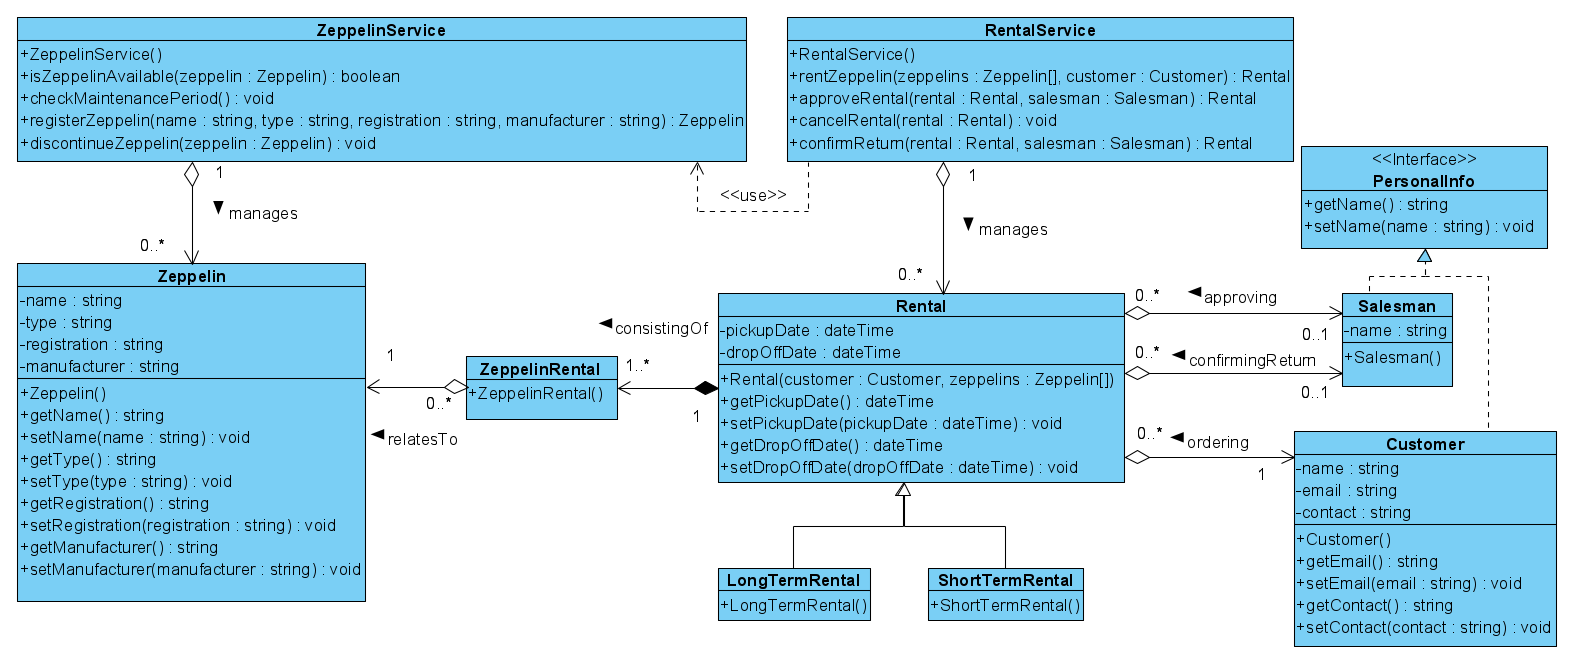 ZeppelinService
+ZeppelinService()
+isZeppelinAvailable(zeppelin : Zeppelin) : boolean
+checkMaintenancePeriod() : void
+registerZeppelin(name : string, type : string, registration : string, manufacturer : string) : Zeppelin
+discontinueZeppelin(zeppelin : Zeppelin) : void
RentalService
+RentalService()
+rentZeppelin(zeppelins : Zeppelin[], customer : Customer) : Rental
+approveRental(rental : Rental, salesman : Salesman) : Rental
+cancelRental(rental : Rental) : void
+confirmReturn(rental : Rental, salesman : Salesman) : Rental
<<Interface>>
PersonalInfo
+getName() : string
+setName(name : string) : void
1
manages
0..*
<<use>>
1
manages
0..*
Zeppelin
-name : string
-type : string
-registration : string
-manufacturer : string
+Zeppelin()
+getName() : string
+setName(name : string) : void
+getType() : string
+setType(type : string) : void
+getRegistration() : string
+setRegistration(registration : string) : void
+getManufacturer() : string
+setManufacturer(manufacturer : string) : void
1
0..*
relatesTo
ZeppelinRental
+ZeppelinRental()
consistingOf
1..*
1
Rental
-pickupDate : dateTime
-dropOffDate : dateTime
+Rental(customer : Customer, zeppelins : Zeppelin[])
+getPickupDate() : dateTime
+setPickupDate(pickupDate : dateTime) : void
+getDropOffDate() : dateTime
+setDropOffDate(dropOffDate : dateTime) : void
0..*
approving
0..1
0..*
confirmingReturn
0..1
0..*
ordering
1
Salesman
-name : string
+Salesman()
Customer
-name : string
-email : string
-contact : string
+Customer()
+getEmail() : string
+setEmail(email : string) : void
+getContact() : string
+setContact(contact : string) : void
LongTermRental
+LongTermRental()
ShortTermRental
+ShortTermRental()